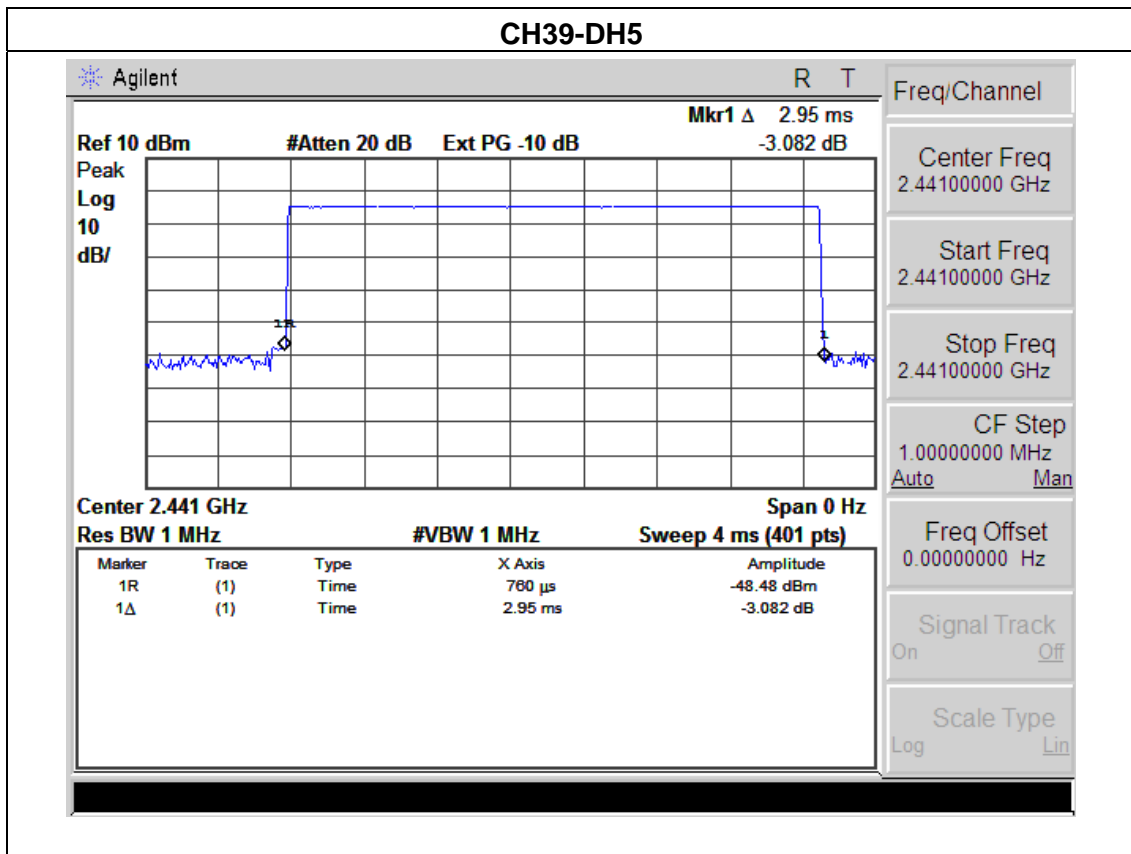 CH39-DH5
Agilent
R T
Mkr1 Δ 2.95 ms
Ref 10 dBm #Atten 20 dB Ext PG -10 dB -3.082 dB
Peak
Log
10
dB/
1R
1
Center 2.441 GHz Span 0 Hz
Res BW 1 MHz #VBW 1 MHz Sweep 4 ms (401 pts)
Marker Trace Type X Axis Amplitude
1R (1) Time 760 µs -48.48 dBm
1Δ (1) Time 2.95 ms -3.082 dB
Freq/Channel
Center Freq
2.44100000 GHz
Start Freq
2.44100000 GHz
Stop Freq
2.44100000 GHz
CF Step
1.00000000 MHz
Auto Man
Freq Offset
0.00000000 Hz
Signal Track
On Off
Scale Type
Log Lin